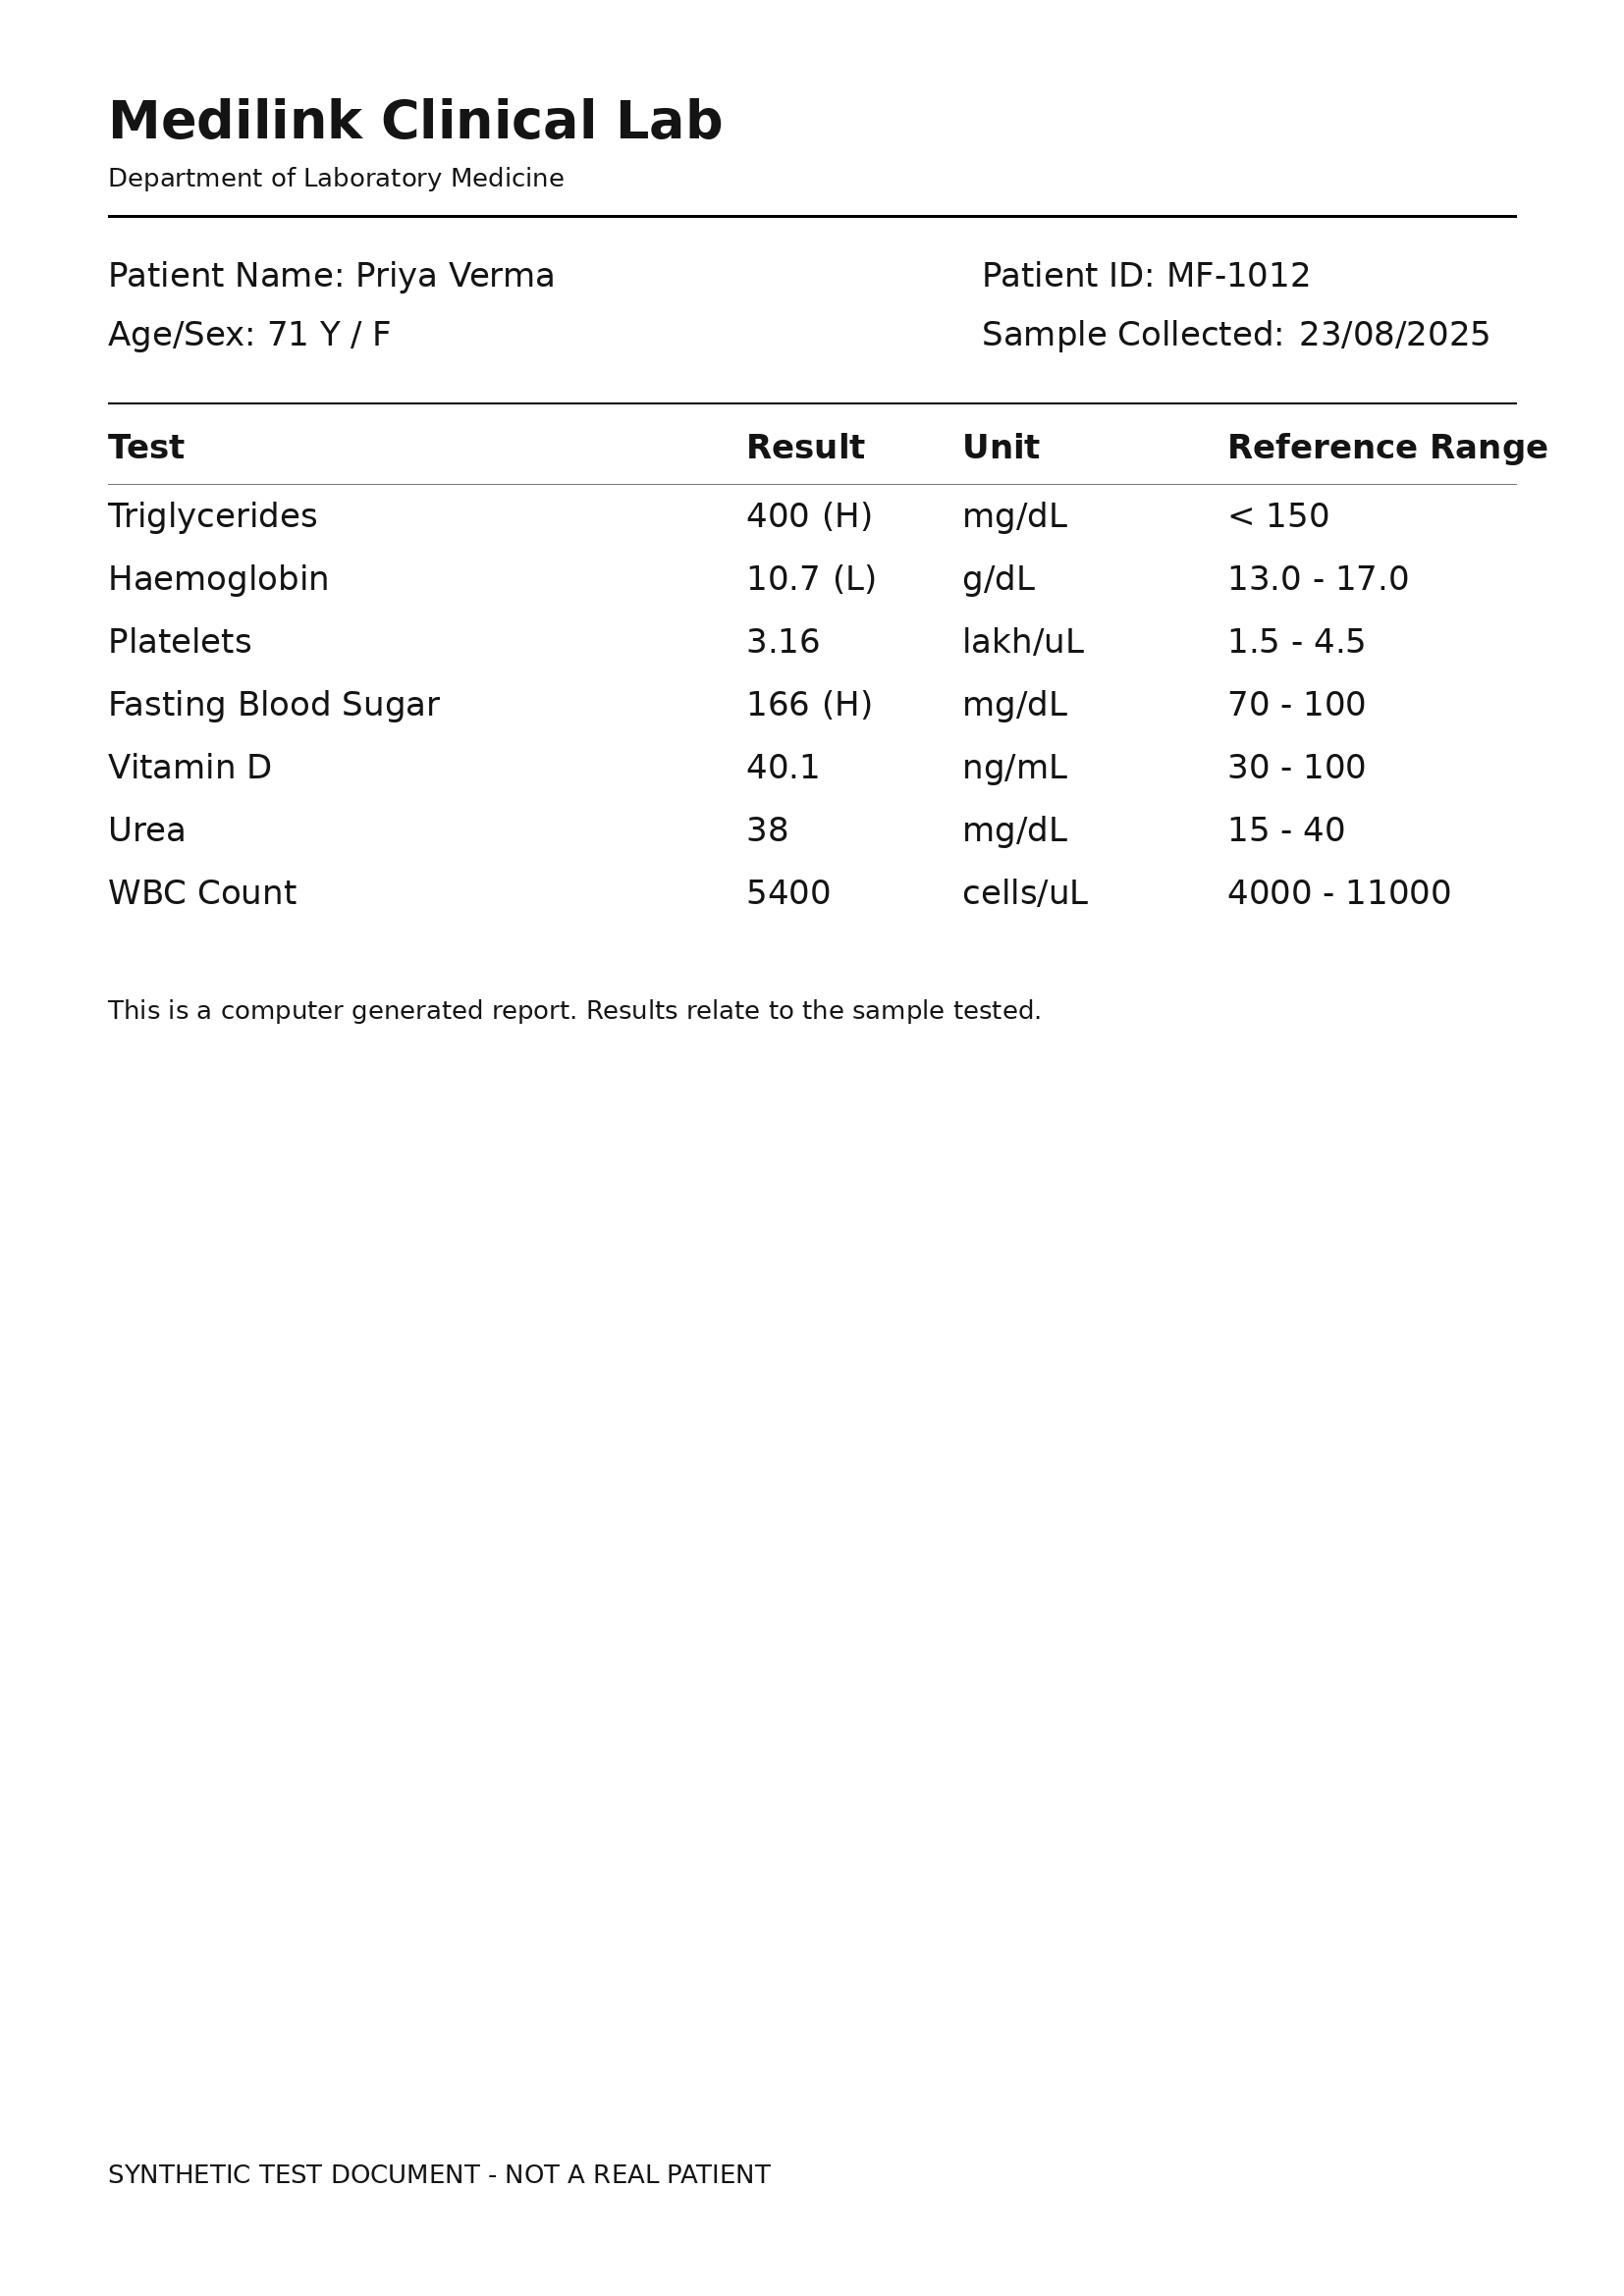 Medilink Clinical Lab
Department of Laboratory Medicine
Patient Name: Priya Verma Patient ID: MF-1012
Age/Sex: 71 Y / F Sample Collected: 23/08/2025
Test Result Unit Reference Range
Triglycerides 400 (H) mg/dL < 150
Haemoglobin 10.7 (L) g/dL 13.0 - 17.0
Platelets 3.16 lakh/uL 1.5 - 4.5
Fasting Blood Sugar 166 (H) mg/dL 70 - 100
Vitamin D 40.1 ng/mL 30 - 100
Urea 38 mg/dL 15 - 40
WBC Count 5400 cells/uL 4000 - 11000
This is a computer generated report. Results relate to the sample tested.
SYNTHETIC TEST DOCUMENT - NOT A REAL PATIENT